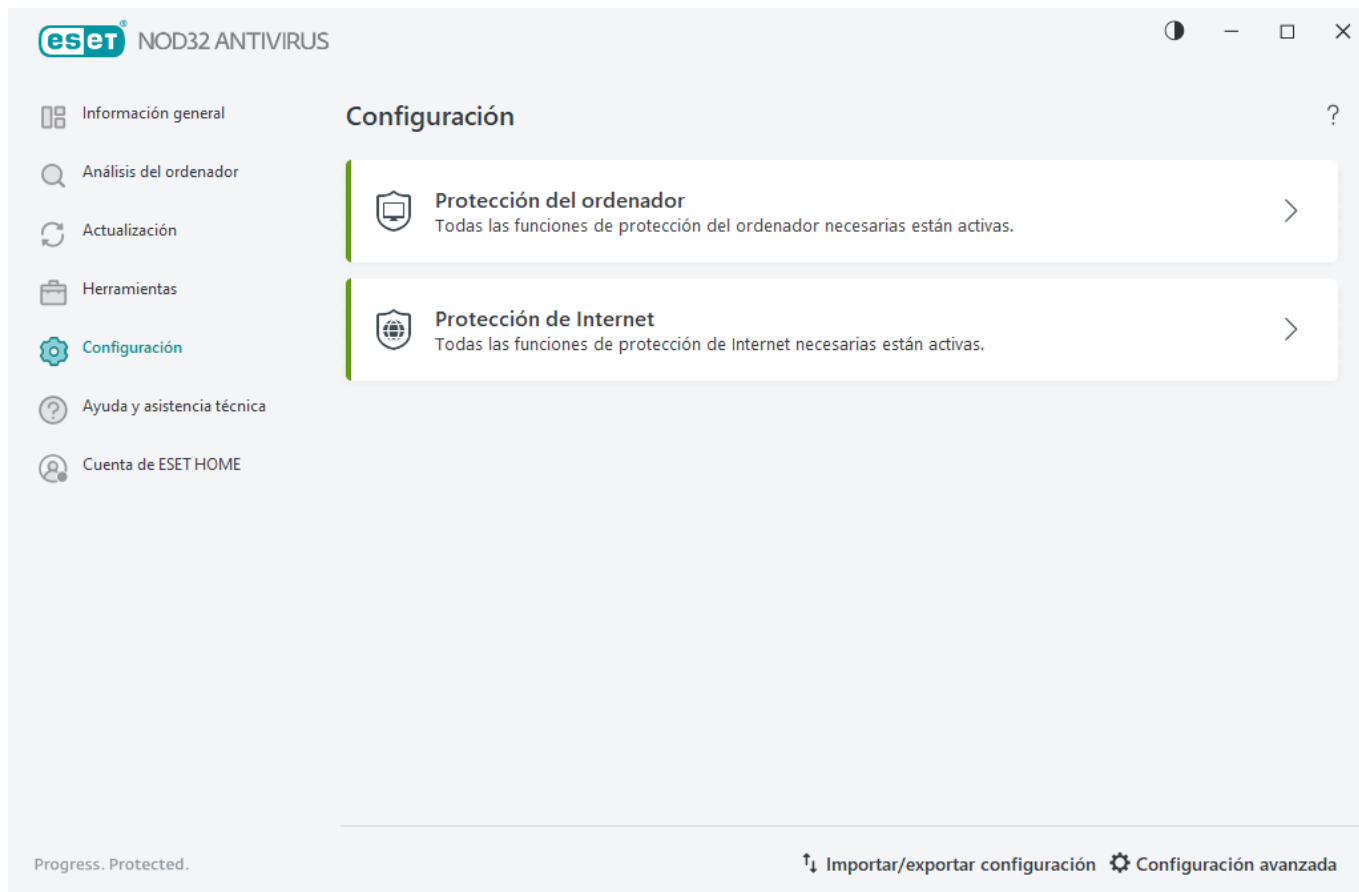 eset® NOD32 ANTIVIRUS
Información general
Análisis del ordenador
Actualización
Herramientas
Configuración
Ayuda y asistencia técnica
Cuenta de ESET HOME
Configuración
?
Protección del ordenador
Todas las funciones de protección del ordenador necesarias están activas.
Protección de Internet
Todas las funciones de protección de Internet necesarias están activas.
Progress. Protected.
Importar/exportar configuración Configuración avanzada